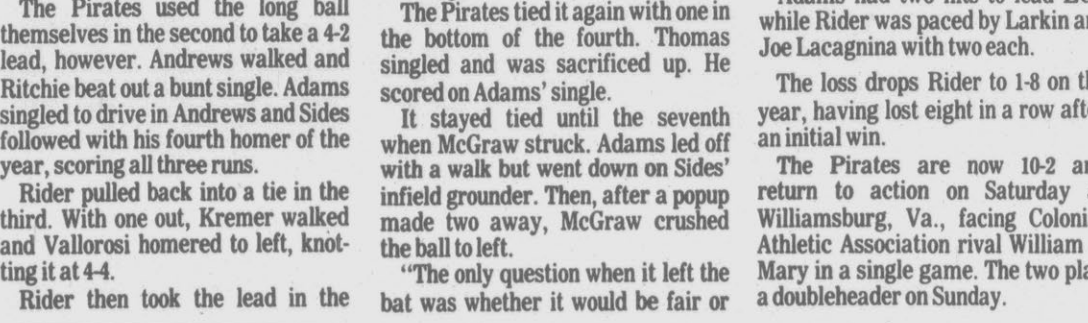 The Pirates used the long ball
themselves in the second to take a 4-2
lead, however. Andrews walked and
Ritchie beat out a bunt single. Adams
singled to drive in Andrews and Sides
followed with his fourth homer of the
year, scoring all three runs.
Rider pulled back into a tie in the
third. With one out, Kremer walked
and Vallorosi homered to left, knot-
ting it at 4-4.
Rider then took the lead in the
The Pirates tied it again with one in
the bottom of the fourth. Thomas
singled and was sacrificed up. He
scored on Adams' single.
It stayed tied until the seventh
when McGraw struck. Adams led off
with a walk but went down on Sides'
infield grounder. Then, after a popup
made two away, McGraw crushed
the ball to left.
"The only question when it left the
bat was whether it would be fair or
Adams had two hits to lead
while Rider was paced by Larkin a
Joe Lacagnina with two each.
The loss drops Rider to 1-8 on th
year, having lost eight in a row afte
an initial win.
The Pirates are now 10-2 an
return to action on Saturday
Williamsburg, Va., facing Coloni
Athletic Association rival William
Mary in a single game. The two pla
a doubleheader on Sunday.